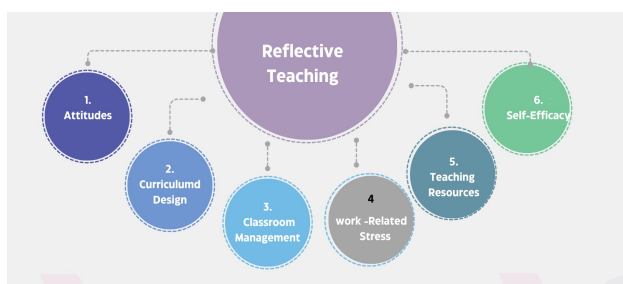 Reflective
Teaching
1.
Attitudes
2.
Curriculumd
Design
3.
Classroom
Management
4
work -Related
Stress
5.
Teaching
Resources
6.
Self-Efficacy